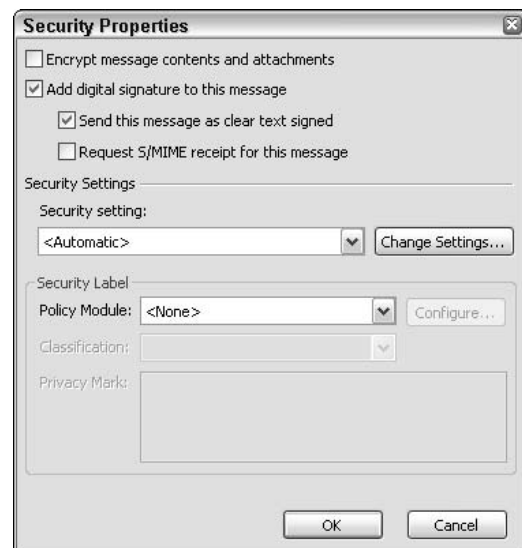 Security Properties
Encrypt message contents and attachments
Add digital signature to this message
Send this message as clear text signed
Request S/MIME receipt for this message
Security Settings
Security setting:
<Automatic>
Change Settings...
Security Label
Policy Module:
<None>
Configure...
Classification:
Privacy Mark:
OK
Cancel